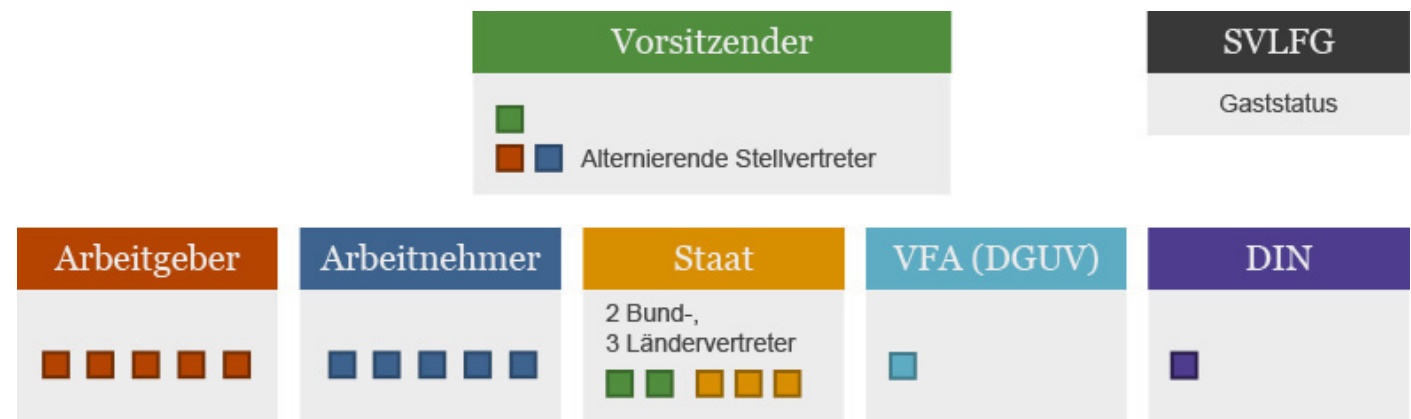 Vorsitzender
Alternierende Stellvertreter
SVLFG
Gaststatus
Arbeitgeber
Arbeitnehmer
Staat
2 Bund-,
3 Ländervertreter
VFA (DGUV)
DIN